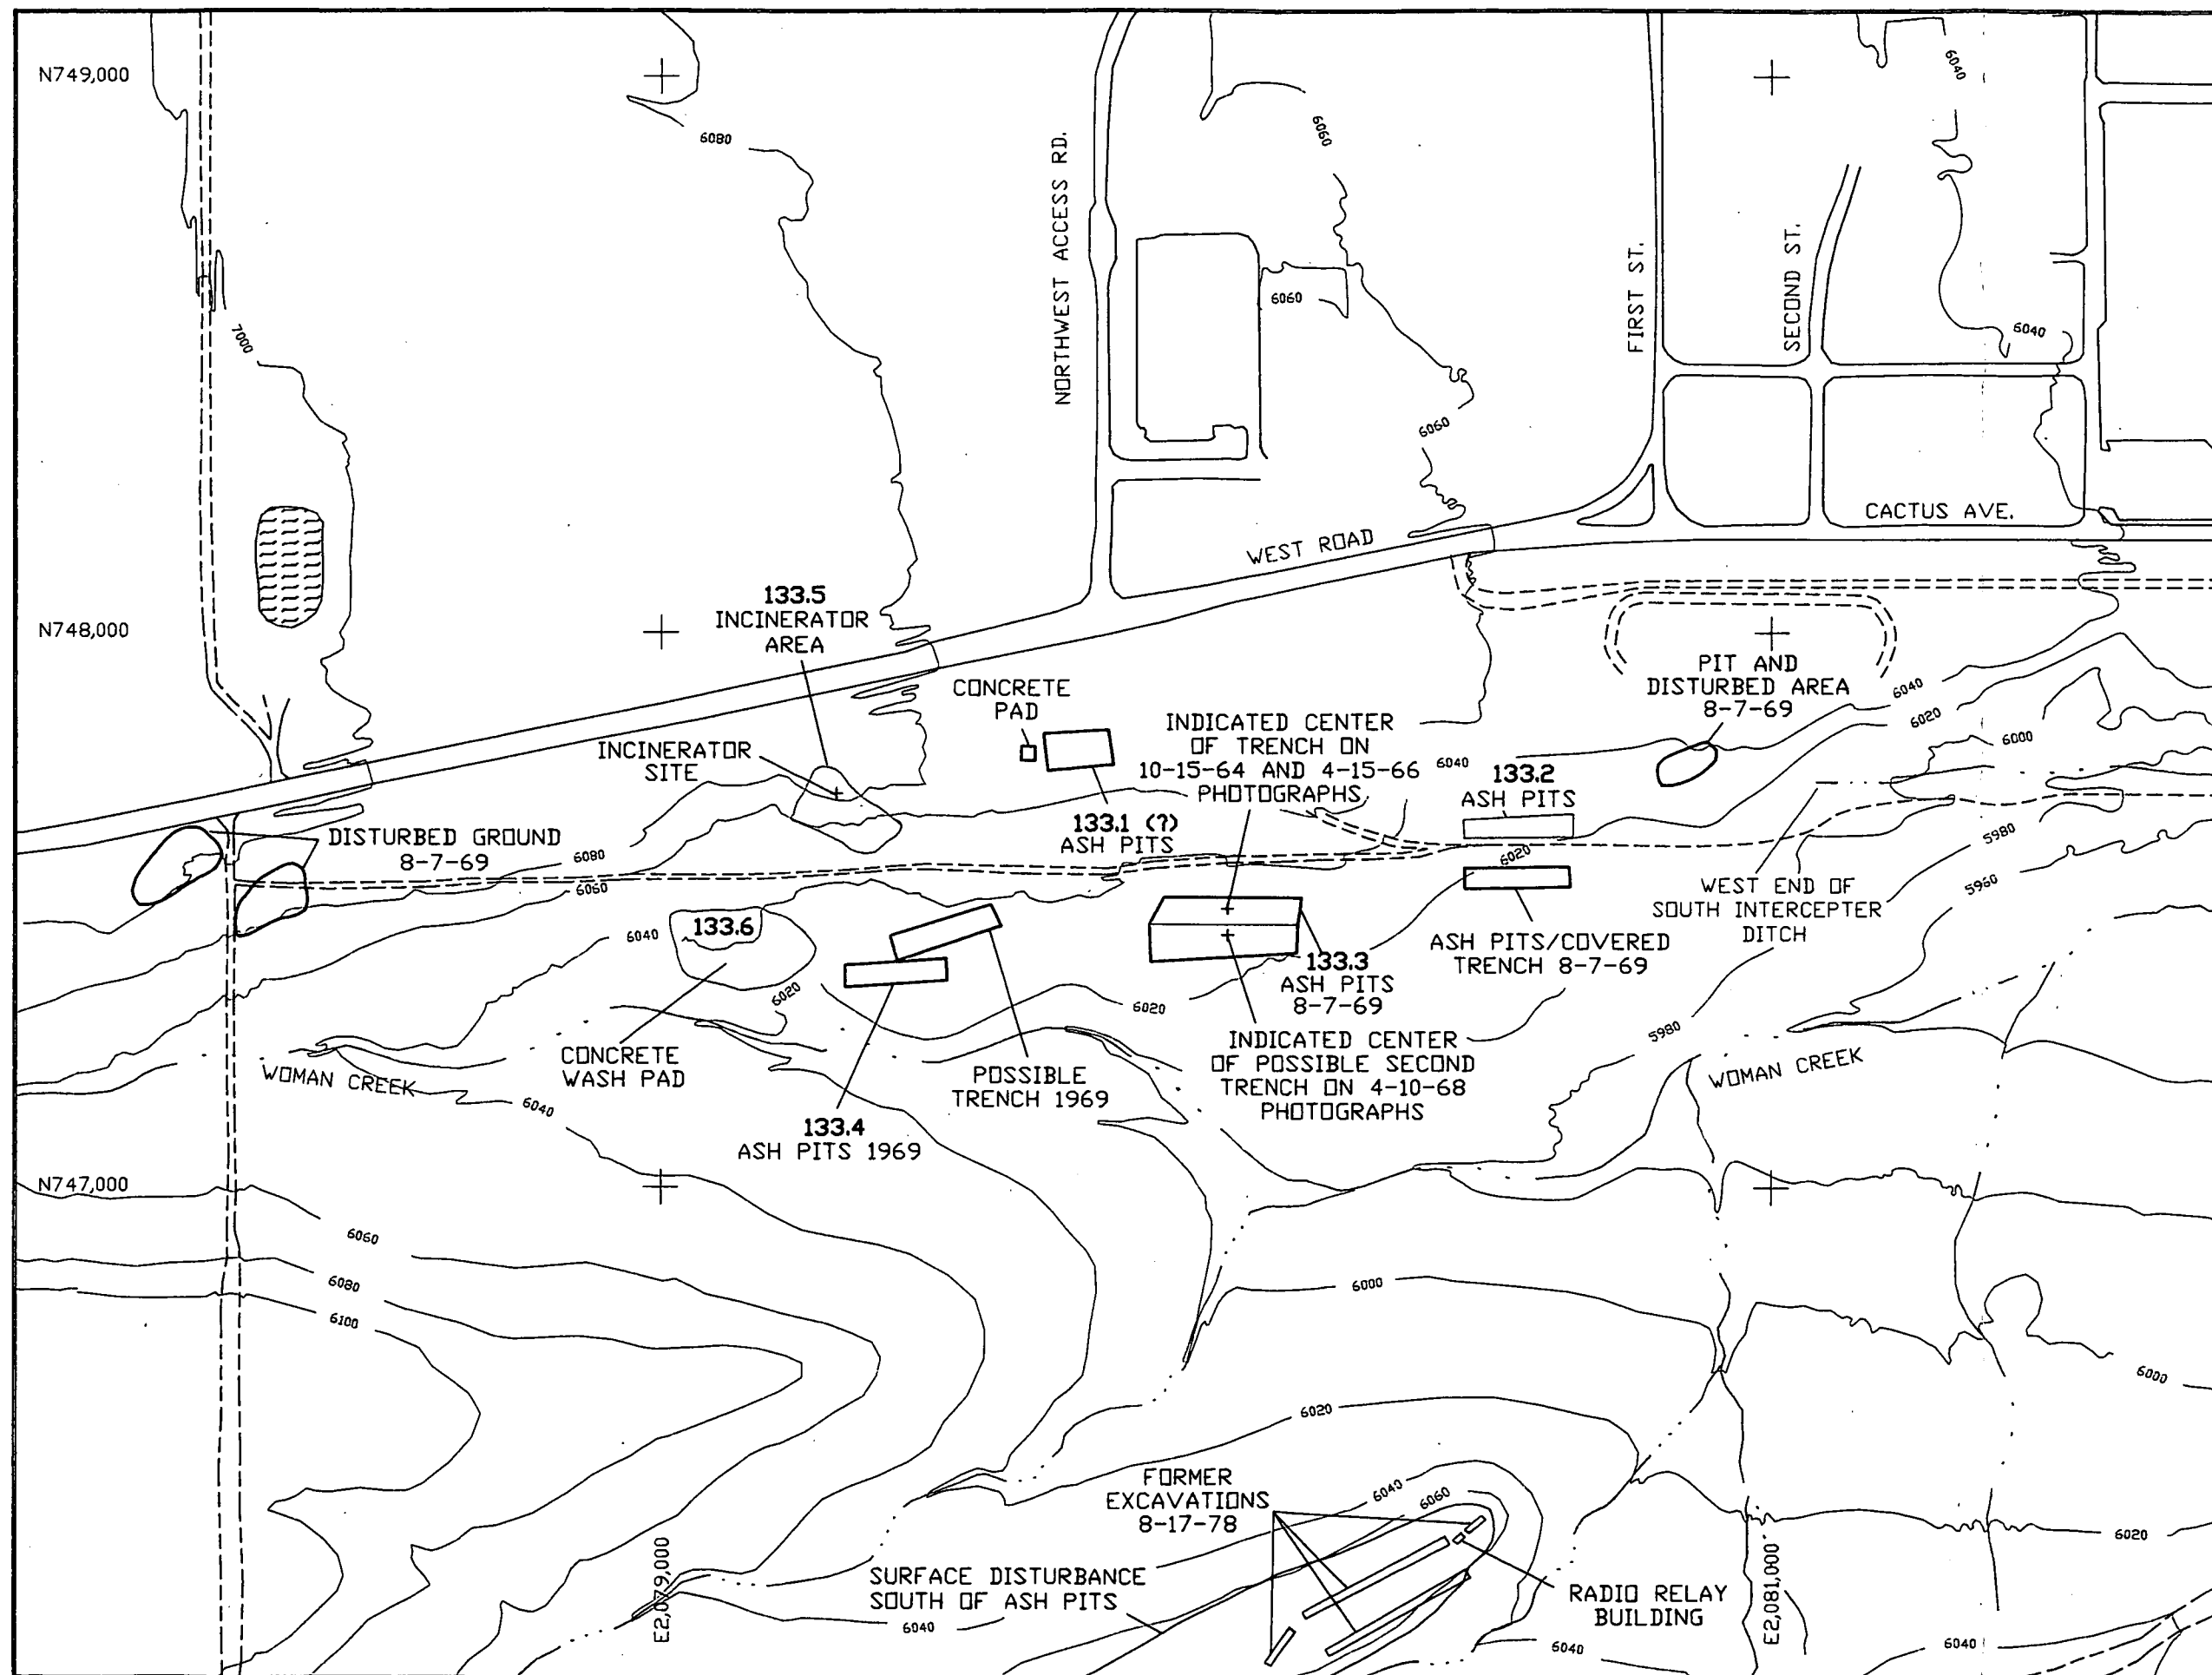 N749,000
6080
NORTHWEST ACCESS RD.
6060
6060
6060
FIRST ST.
SECOND ST.
6040
6040
7000
CACTUS AVE.
WEST ROAD
N748,000
133.5
INCINERATOR
AREA
CONCRETE
PAD
INCINERATOR
SITE
INDICATED CENTER
OF TRENCH ON
10-15-64 AND 4-15-66
PHOTOGRAPHS
6040
133.2
ASH PITS
PIT AND
DISTURBED AREA
8-7-69
6040
6020
6000
5980
5960
DISTURBED GROUND
8-7-69
6080
6060
133.1 (?)
ASH PITS
6020
WEST END OF
SOUTH INTERCEPTER
DITCH
133.6
6040
6020
133.3
ASH PITS
8-7-69
ASH PITS/COVERED
TRENCH 8-7-69
6020
5980
WOMAN CREEK
CONCRETE
WASH PAD
POSSIBLE
TRENCH 1969
INDICATED CENTER
OF POSSIBLE SECOND
TRENCH ON 4-10-68
PHOTOGRAPHS
WOMAN CREEK
6040
133.4
ASH PITS 1969
N747,000
6060
6080
6100
6000
6000
6020
FORMER
EXCAVATIONS
8-17-78
6040
6060
6020
E2,079,000
SURFACE DISTURBANCE
SOUTH OF ASH PITS
6040
RADIO RELAY
BUILDING
6040
E2,081,000
6040